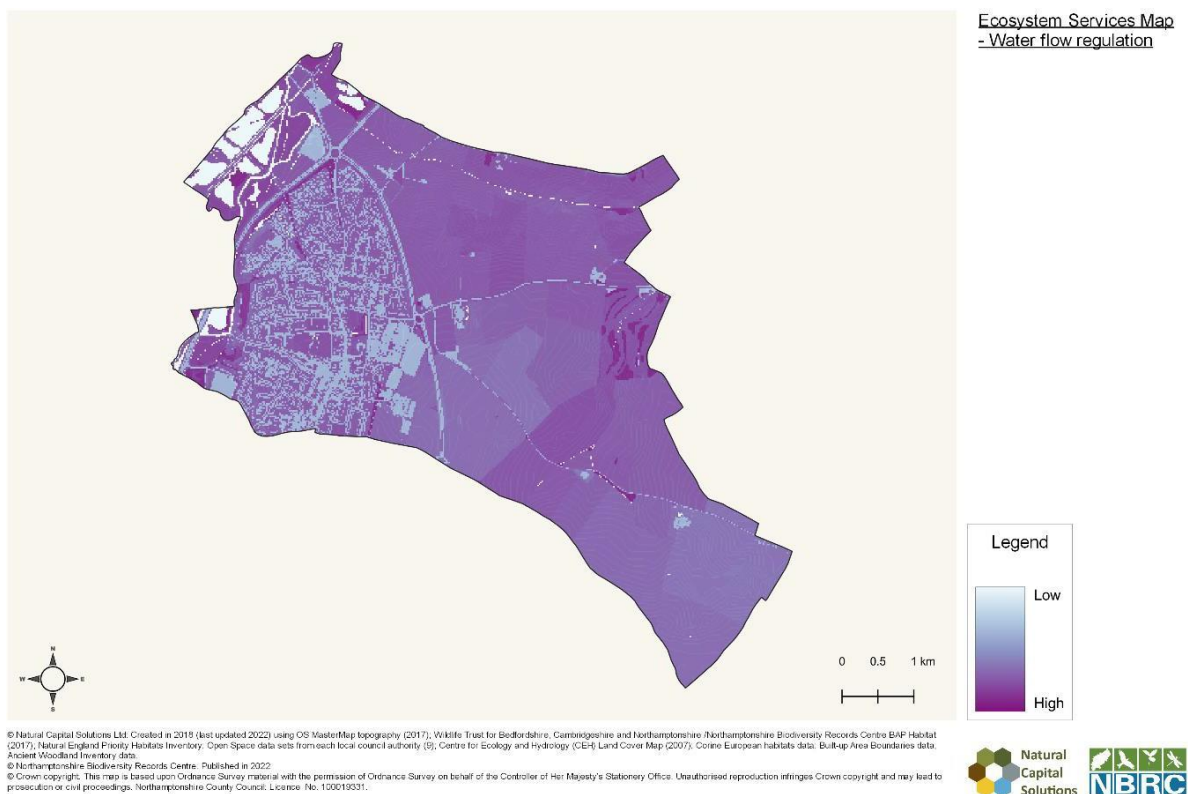 Ecosystem Services Map
- Water flow regulation
N
W
E
S
0 0.5 1 km
Legend
Low
High
© Natural Capital Solutions Ltd: Created in 2018 (last updated 2022) using OS MasterMap topography (2017); Wildlife Trust for Bedfordshire, Cambridgeshire and Northamptonshire /Northamptonshire Biodiversity Records Centre BAP Habitat
(2017); Natural England Priority Habitats Inventory; Open Space data sets from each local council authority (9); Centre for Ecology and Hydrology (CEH) Land Cover Map (2007); Corine European habitats data; Built-up Area Boundaries data;
Ancient Woodland Inventory data.
© Northamptonshire Biodiversity Records Centre. Published in 2022
© Crown copyright. This map is based upon Ordnance Survey material with the permission of Ordnance Survey on behalf of the Controller of Her Majesty's Stationery Office. Unauthorised reproduction infringes Crown copyright and may lead to
prosecution or civil proceedings. Northamptonshire County Council: Licence No. 100019331.
Natural
Capital
Solutions
NBRC